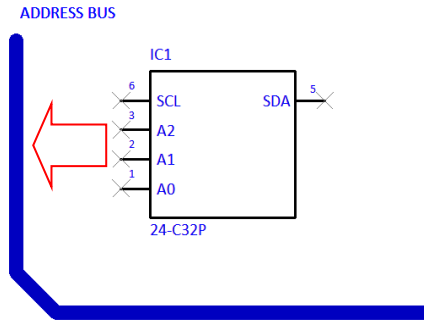 ADDRESS BUS
IC1
6 SCL SDA 5
3 A2
2 A1
1 A0
24-C32P